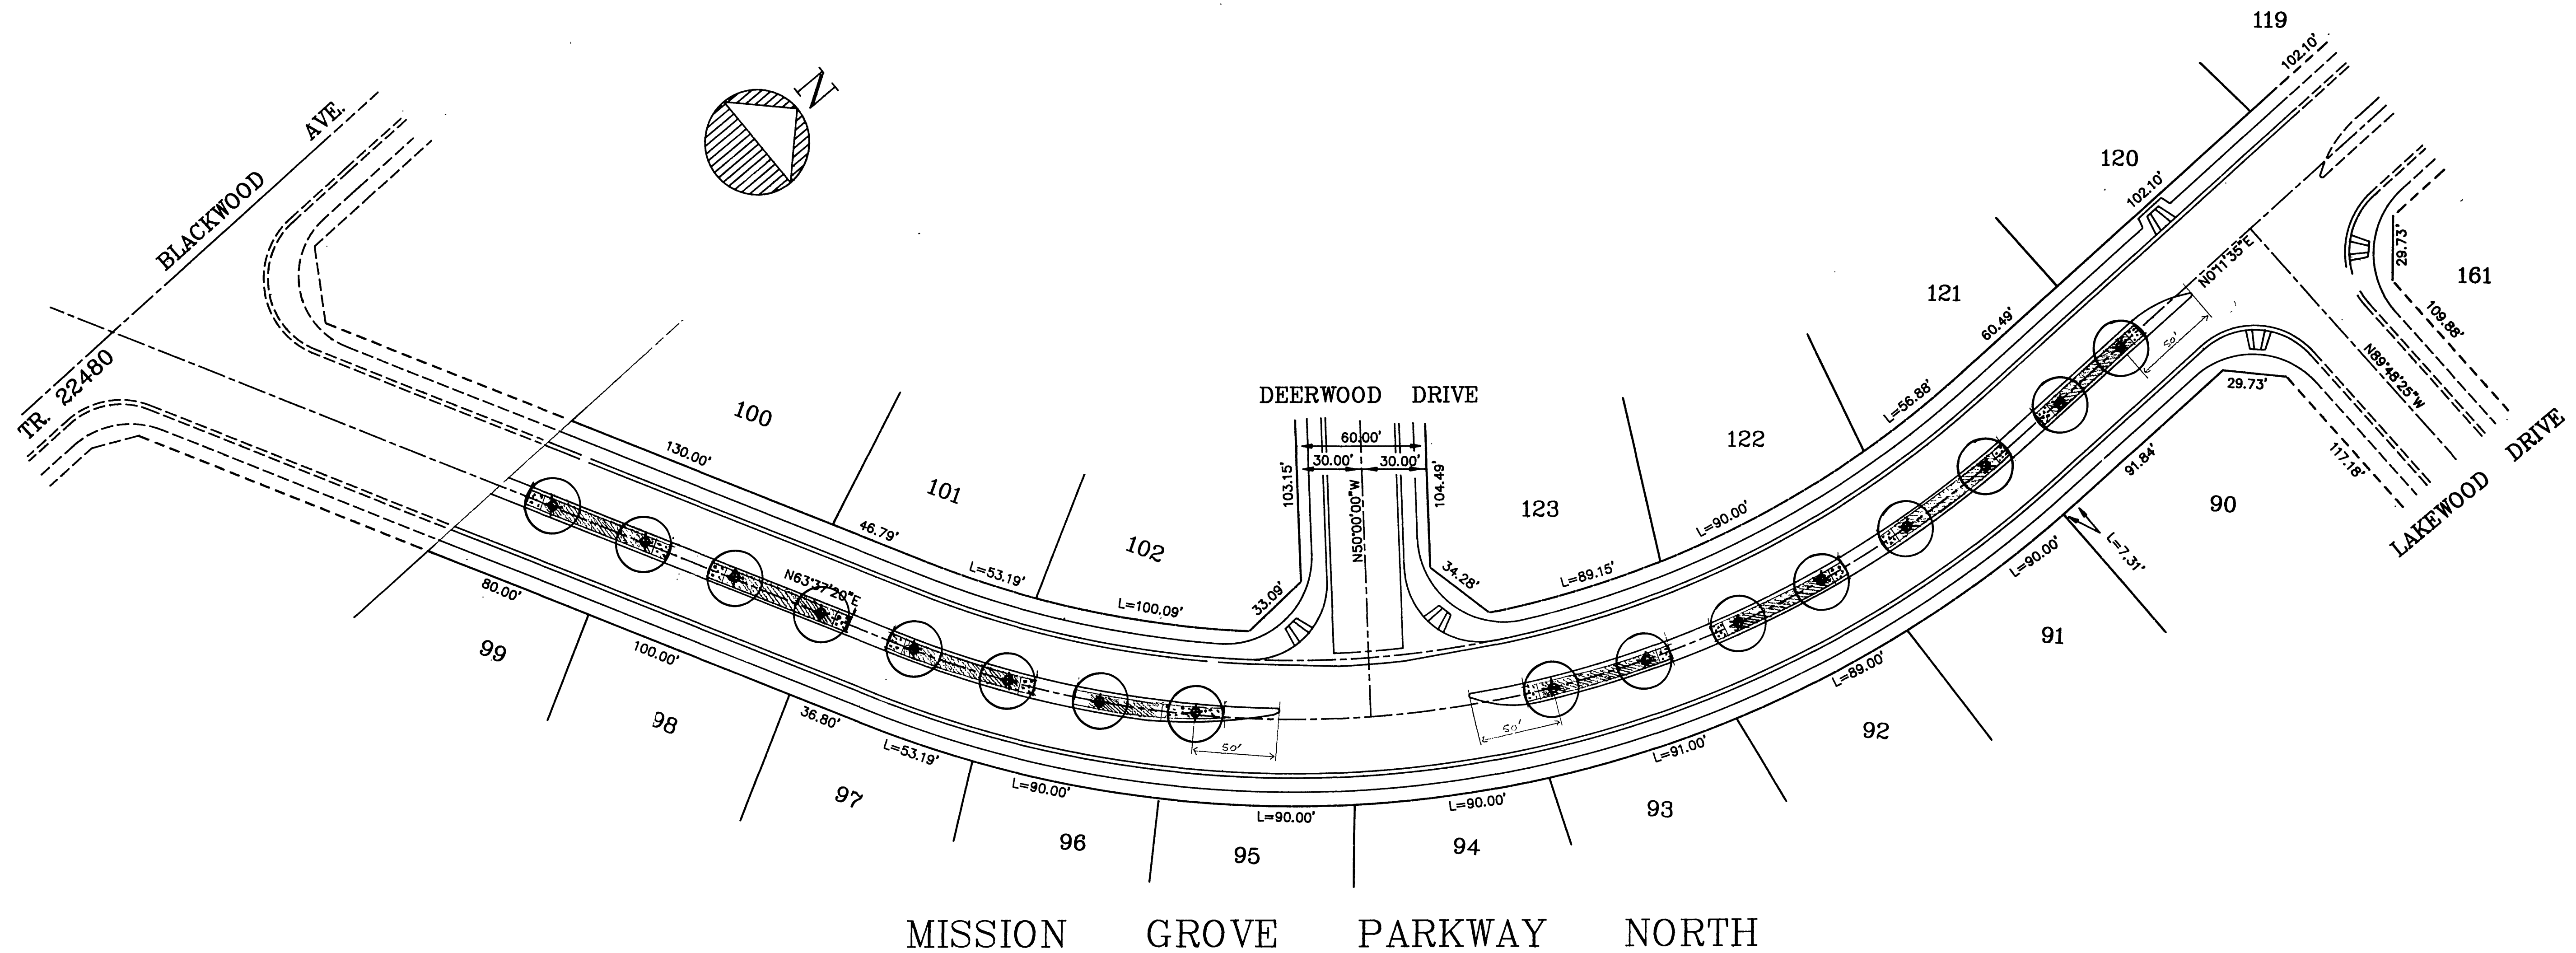 119
102.10'
N
BLACKWOOD AVE.
120
102.10'
29.73'
161
N0°11'35"E
121
109.88'
60.49'
50'
TR. 22480
N89°48'25"W
29.73'
DEERWOOD DRIVE
L=56.88'
100
LAKEWOOD DRIVE
60.00'
122
130.00'
30.00'
30.00'
117.18'
91.84'
103.15'
104.49'
101
90
123
N50°00'00"W
L=90.00'
46.79'
102
L=7.31'
L=90.00'
L=53.19'
34.28'
L=89.15'
80.00'
N63°37'20"E
33.09'
L=100.09'
91
99
100.00'
L=89.00'
98
36.80'
50'
50'
92
L=53.19'
L=91.00'
97
L=90.00'
L=90.00'
L=90.00'
93
96
95
94
MISSION GROVE PARKWAY NORTH